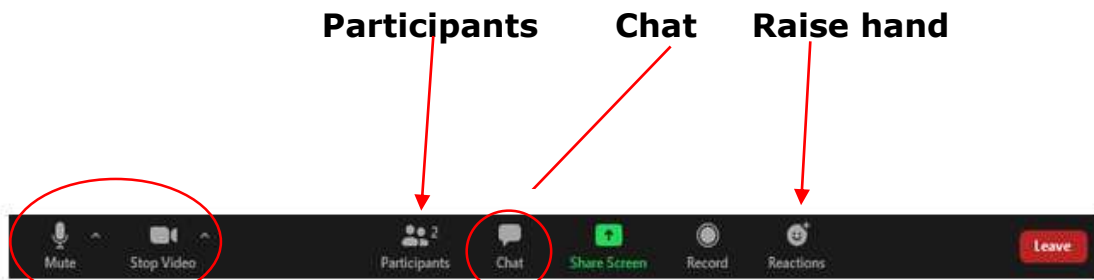 Participants Chat Raise hand
2
Mute Stop Video Participants Chat Share Screen Record Reactions Leave